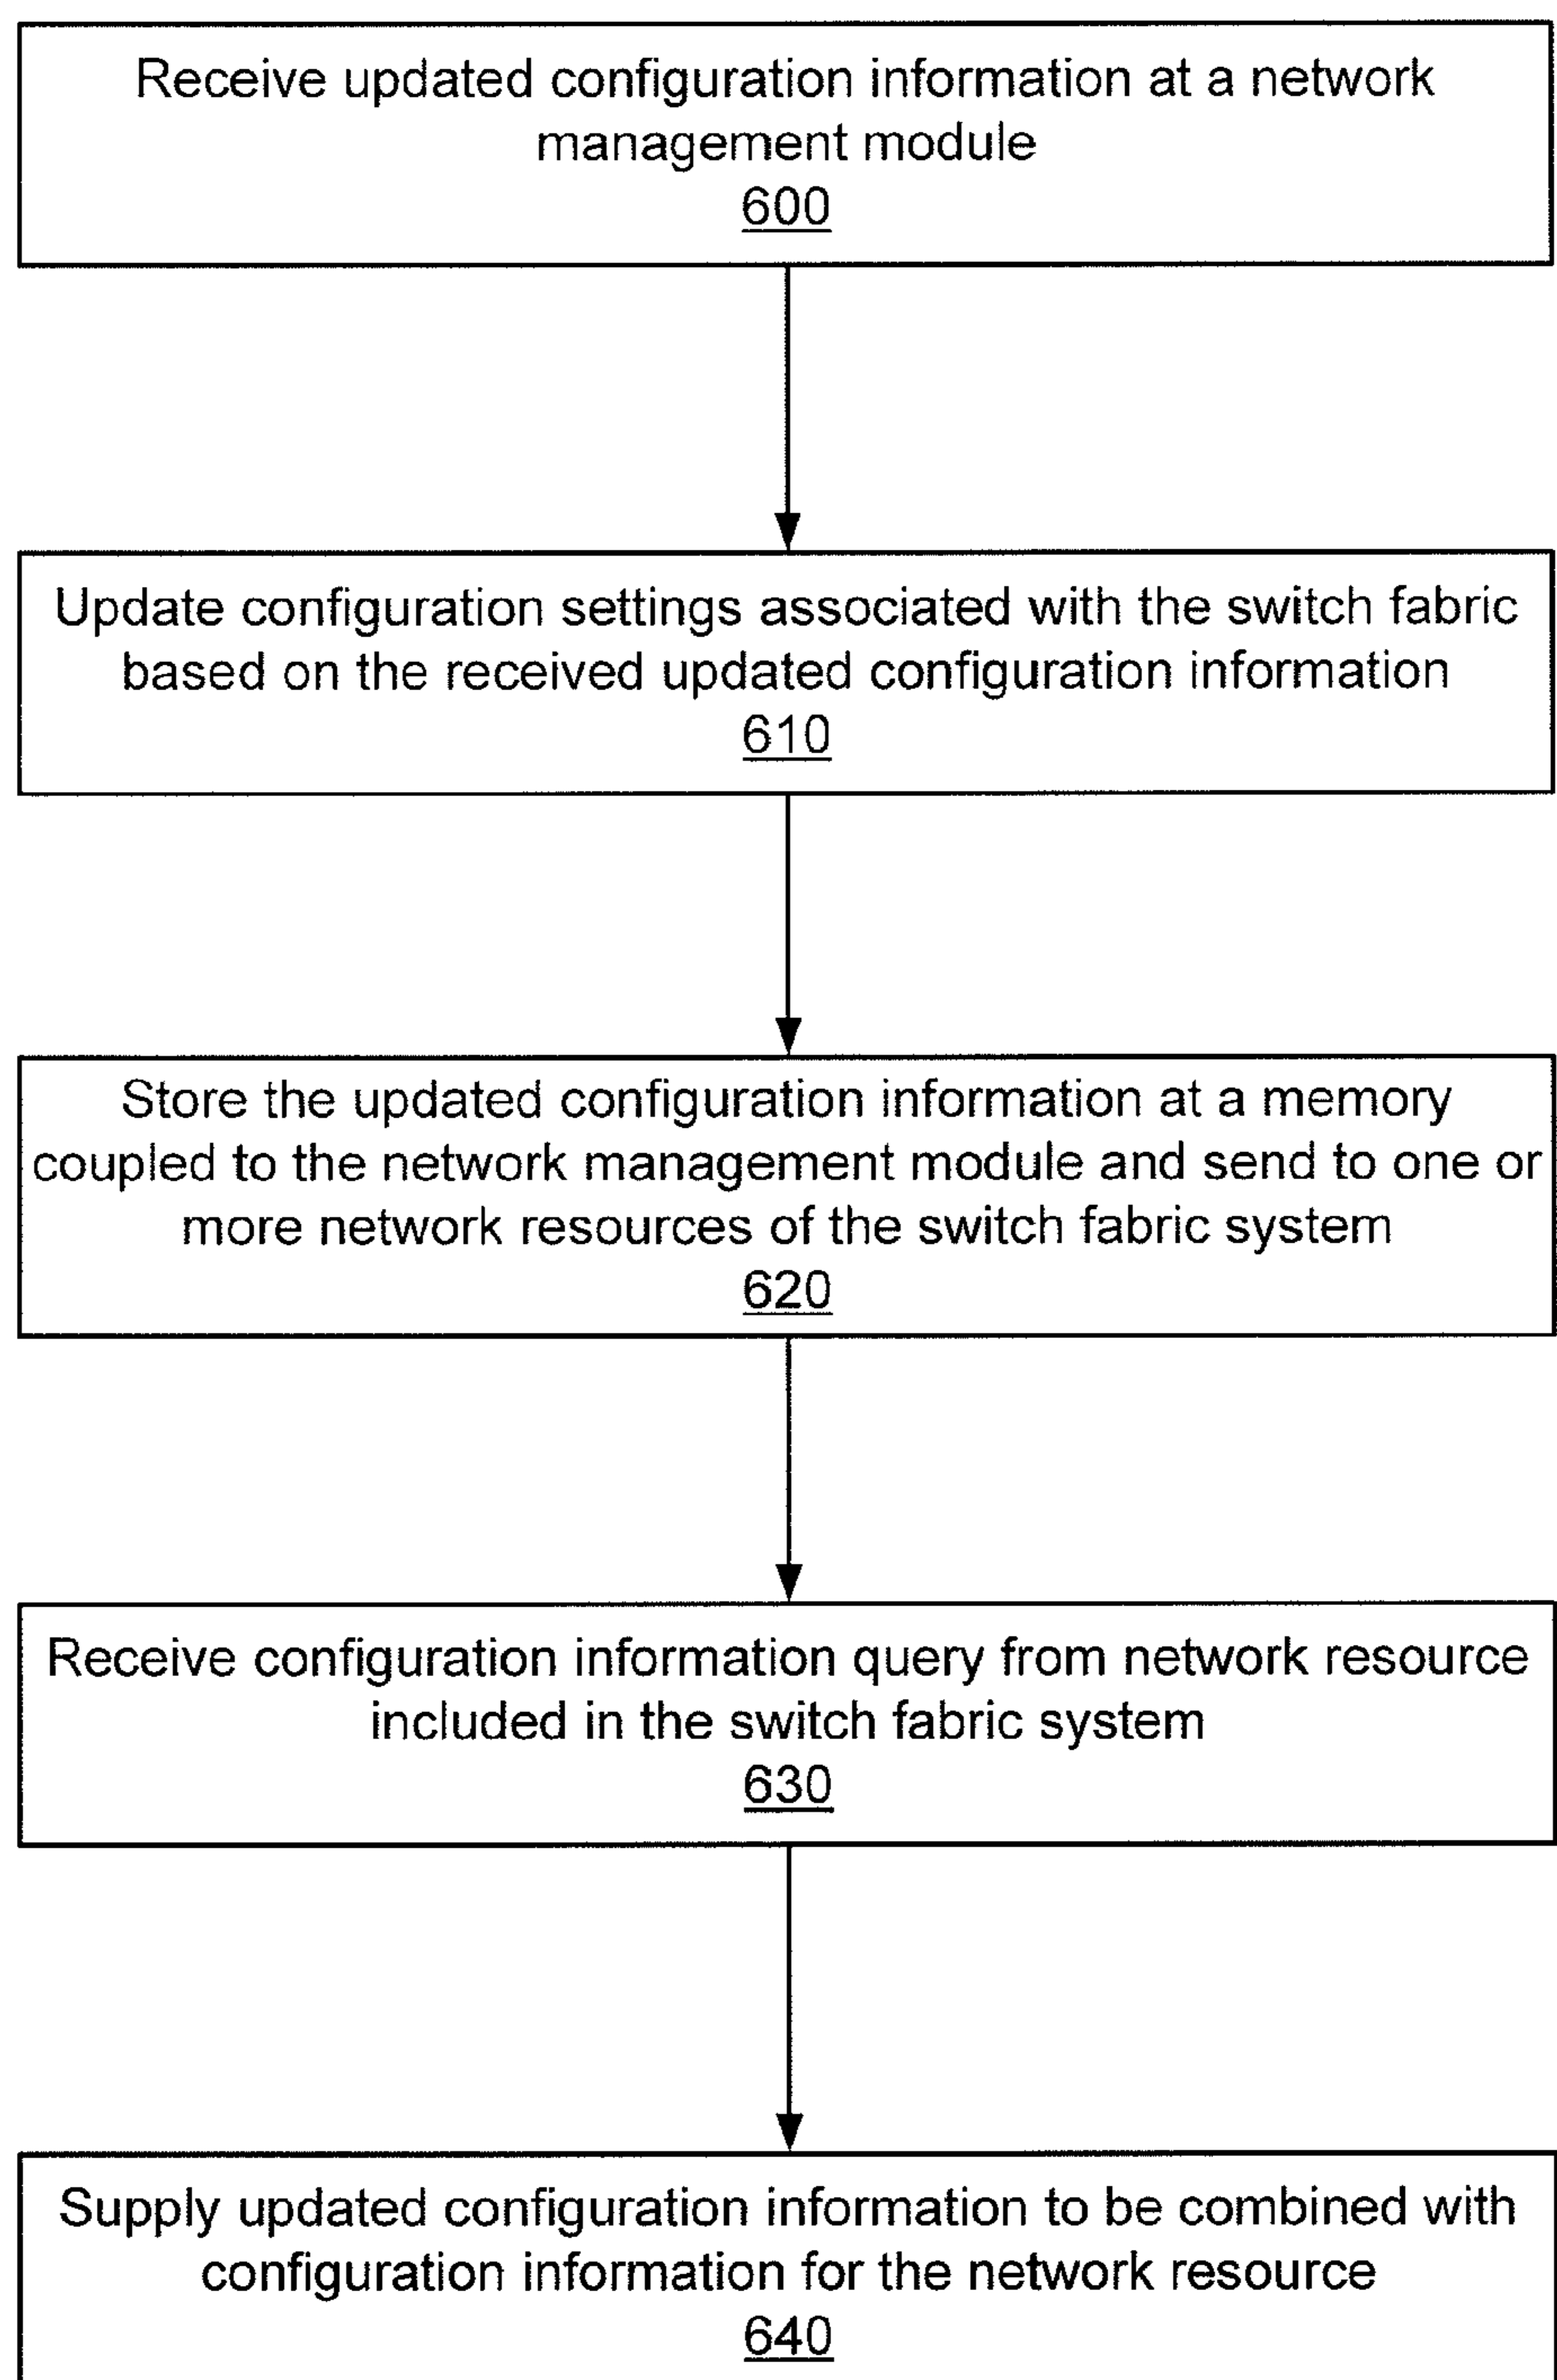 Receive updated configuration information at a network
management module
600
Update configuration settings associated with the switch fabric
based on the received updated configuration information
610
Store the updated configuration information at a memory
coupled to the network management module and send to one or
more network resources of the switch fabric system
620
Receive configuration information query from network resource
included in the switch fabric system
630
Supply updated configuration information to be combined with
configuration information for the network resource
640